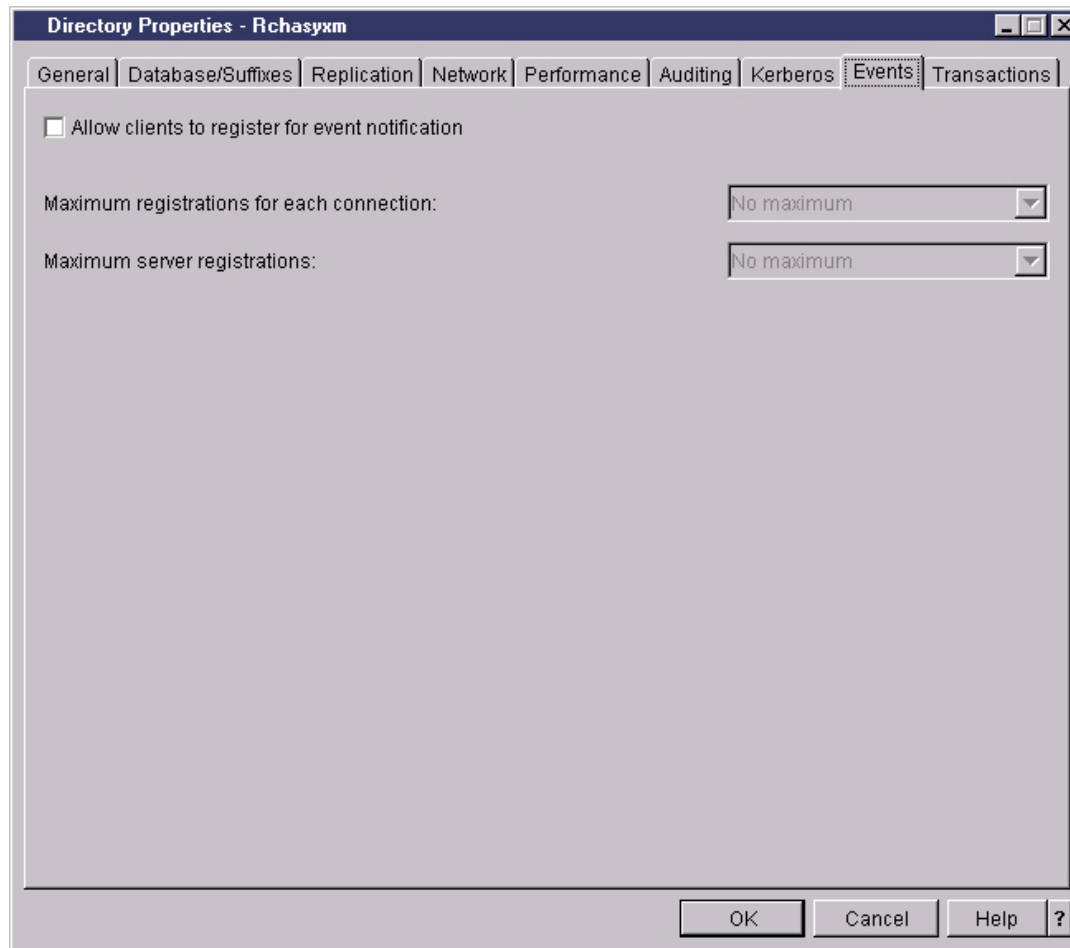 Directory Properties - Rchasyxm
General Database/Suffixes Replication Network Performance Auditing Kerberos Events Transactions
Allow clients to register for event notification
Maximum registrations for each connection: No maximum
Maximum server registrations: No maximum
OK Cancel Help ?